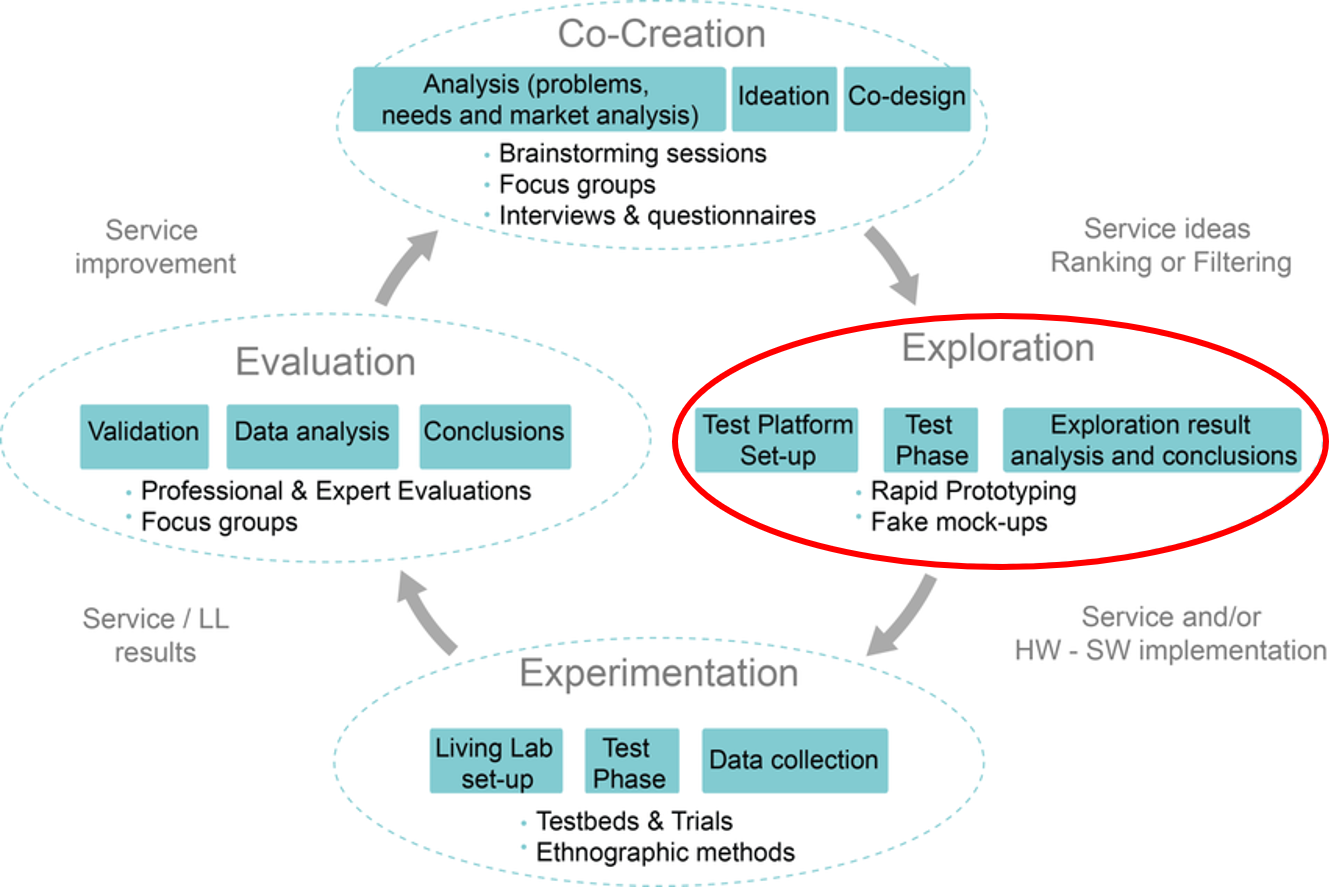 Co-Creation
Analysis (problems,
needs and market analysis)
Ideation
Co-design
· Brainstorming sessions
· Focus groups
· Interviews & questionnaires
Service
improvement
Service ideas
Ranking or Filtering
Evaluation
Validation
Data analysis
Conclusions
· Professional & Expert Evaluations
· Focus groups
Exploration
Test Platform
Set-up
Test
Phase
Exploration result
analysis and conclusions
· Rapid Prototyping
· Fake mock-ups
Service / LL
results
Service and/or
HW - SW implementation
Experimentation
Living Lab
set-up
Test
Phase
Data collection
· Testbeds & Trials
· Ethnographic methods